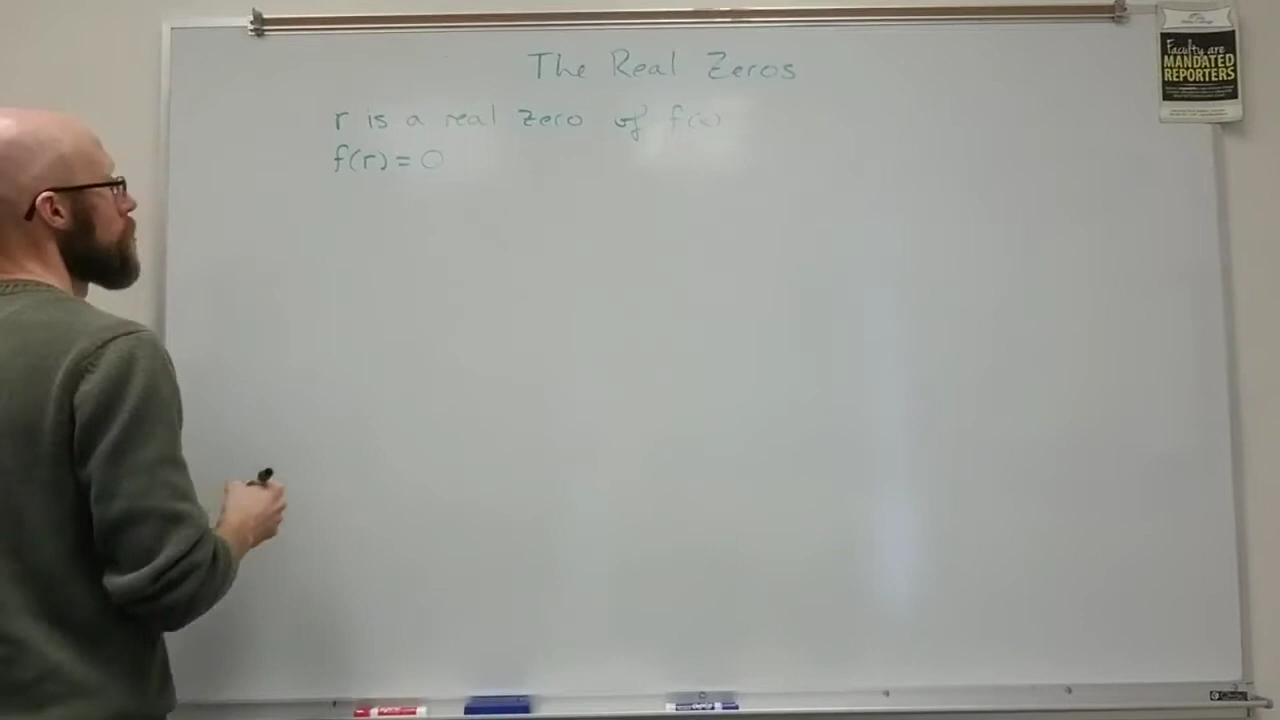 The Real Zeros
r is a real zero of f(x)
f(r) = 0
Faculty are
MANDATED
REPORTERS